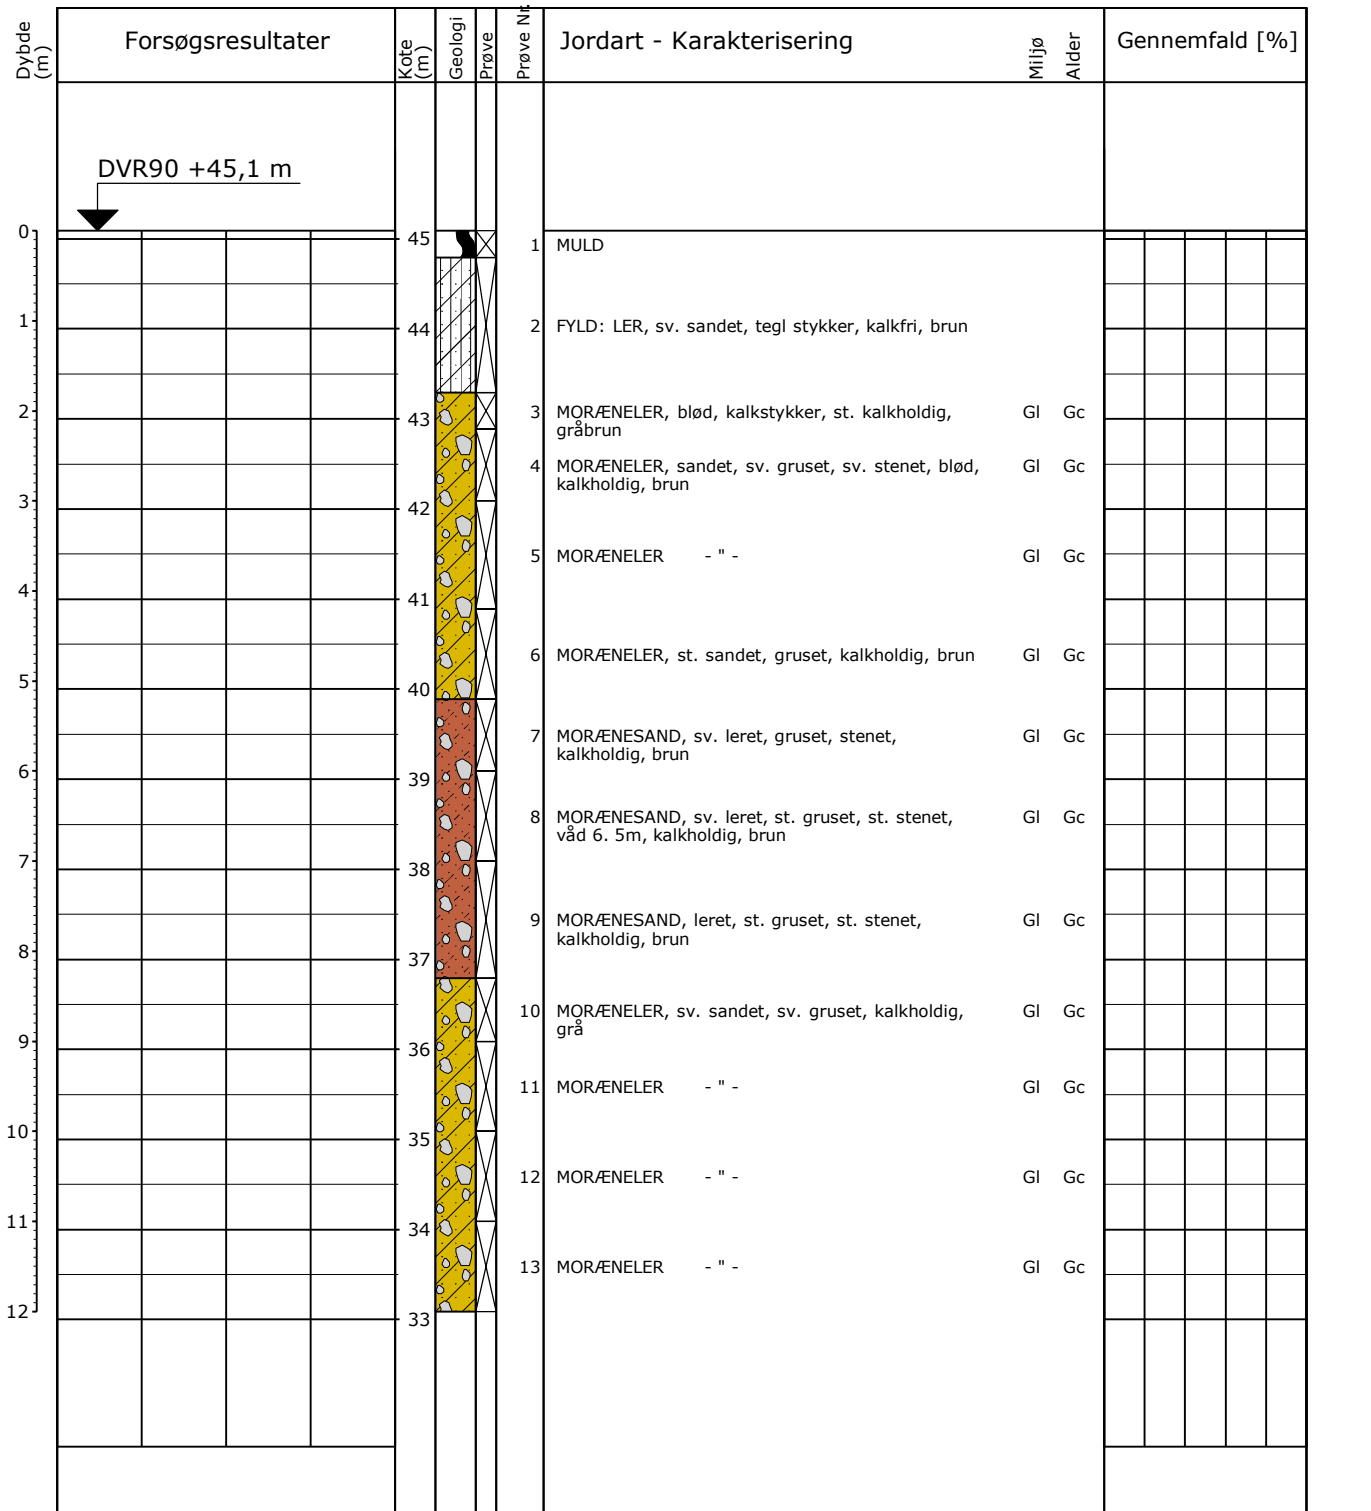 Dybde (m)
Forsøgsresultater
Kote (m)
Geologi
Prøve
Prøve Nr.
Jordart - Karakterisering
Miljø
Alder
Gennemfald [%]
DVR90 +45,1 m
0
45
1 MULD
1
44
2 FYLD: LER, sv. sandet, tegl stykker, kalkfri, brun
2
43
3 MORÆNELER, blød, kalkstykker, st. kalkholdig, Gl Gc
gråbrun
4 MORÆNELER, sandet, sv. gruset, sv. stenet, blød, Gl Gc
kalkholdig, brun
3
42
5 MORÆNELER - " - Gl Gc
4
41
6 MORÆNELER, st. sandet, gruset, kalkholdig, brun Gl Gc
5
40
7 MORÆNESAND, sv. leret, gruset, stenet, Gl Gc
kalkholdig, brun
6
39
8 MORÆNESAND, sv. leret, st. gruset, st. stenet, Gl Gc
våd 6. 5m, kalkholdig, brun
7
38
9 MORÆNESAND, leret, st. gruset, st. stenet, Gl Gc
kalkholdig, brun
8
37
10 MORÆNELER, sv. sandet, sv. gruset, kalkholdig, Gl Gc
grå
9
36
11 MORÆNELER - " - Gl Gc
10
35
12 MORÆNELER - " - Gl Gc
11
34
13 MORÆNELER - " - Gl Gc
12
33